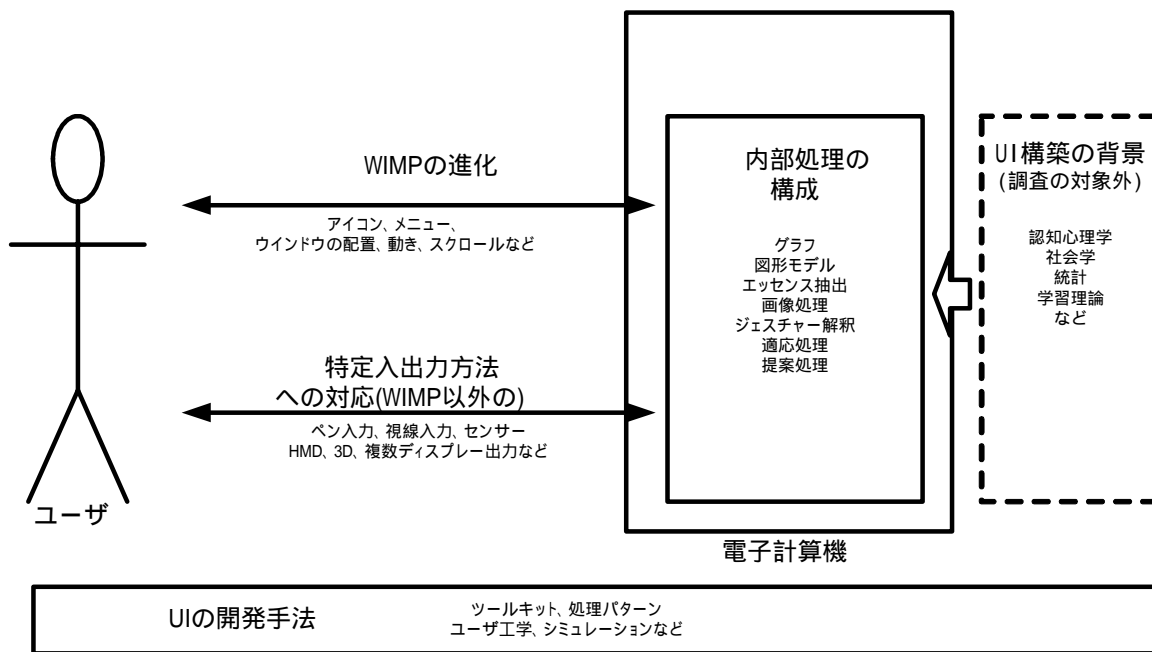 WIMPの進化
アイコン、メニュー、
ウインドウの配置、動き、スクロールなど
特定入出力方法
への対応(WIMP以外の)
ペン入力、視線入力、センサー
HMD、3D、複数ディスプレー出力など
ユーザ
内部処理の
構成
グラフ
図形モデル
エッセンス抽出
画像処理
ジェスチャー解釈
適応処理
提案処理
電子計算機
UI構築の背景
(調査の対象外)
認知心理学
社会学
統計
学習理論
など
UIの開発手法
ツールキット、処理パターン
ユーザ工学、シミュレーションなど